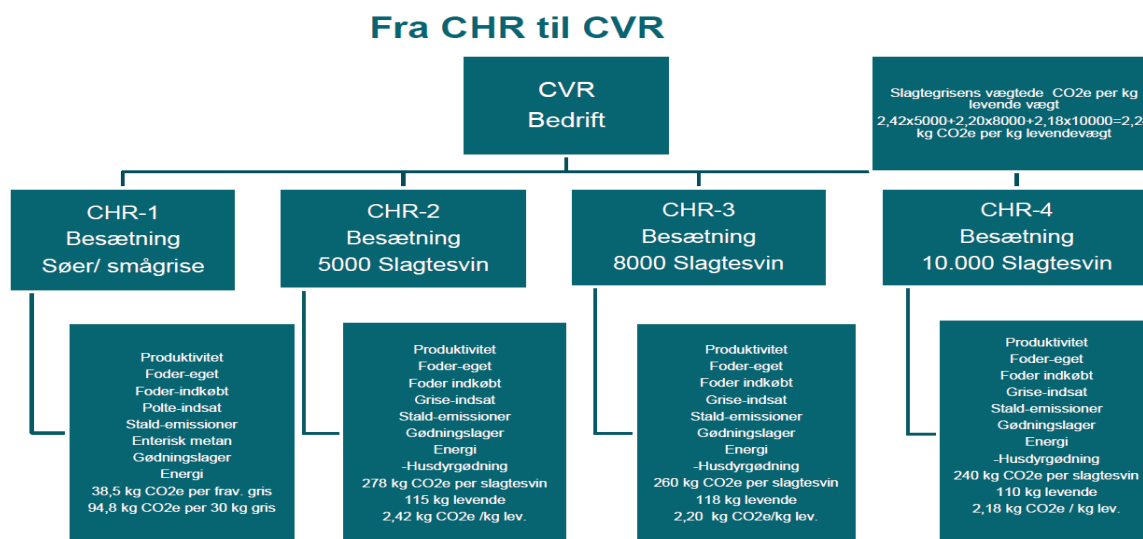 Fra CHR til CVR
CVR
Bedrift
Slagtegrisens vægtede CO2e per kg
levende vægt
2,42x5000+2,20x8000+2,18x10000=2,2
kg CO2e per kg levendevægt
CHR-1
Besætning
Søer/ smågrise
CHR-2
Besætning
5000 Slagtesvin
CHR-3
Besætning
8000 Slagtesvin
CHR-4
Besætning
10.000 Slagtesvin
Produktivitet
Foder-eget
Foder-indkøbt
Polte-indsat
Stald-emissioner
Enterisk metan
Gødningslager
Energi
38,5 kg CO2e per frav. gris
94,8 kg CO2e per 30 kg gris
Produktivitet
Foder-eget
Foder indkøbt
Grise-indsat
Stald-emissioner
Gødningslager
Energi
-Husdyrgødning
278 kg CO2e per slagtesvin
115 kg levende
2,42 kg CO2e /kg lev.
Produktivitet
Foder-eget
Foder indkøbt
Grise-indsat
Stald-emissioner
Gødningslager
Energi
-Husdyrgødning
260 kg CO2e per slagtesvin
118 kg levende
2,20 kg CO2e/kg lev.
Produktivitet
Foder-eget
Foder indkøbt
Grise-indsat
Stald-emissioner
Gødningslager
Energi
-Husdyrgødning
240 kg CO2e per slagtesvin
110 kg levende
2,18 kg CO2e / kg lev.